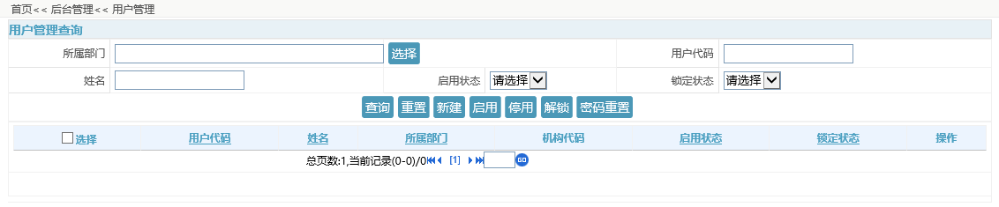 首页<< 后台管理<< 用户管理
用户管理查询
所属部门 选择 用户代码
姓名 启用状态 请选择 锁定状态 请选择
查询 重置 新建 启用 停用 解锁 密码重置
选择 用户代码 姓名 所属部门 机构代码 启用状态 锁定状态 操作
总页数:1,当前记录(0-0)/0 [1] GO